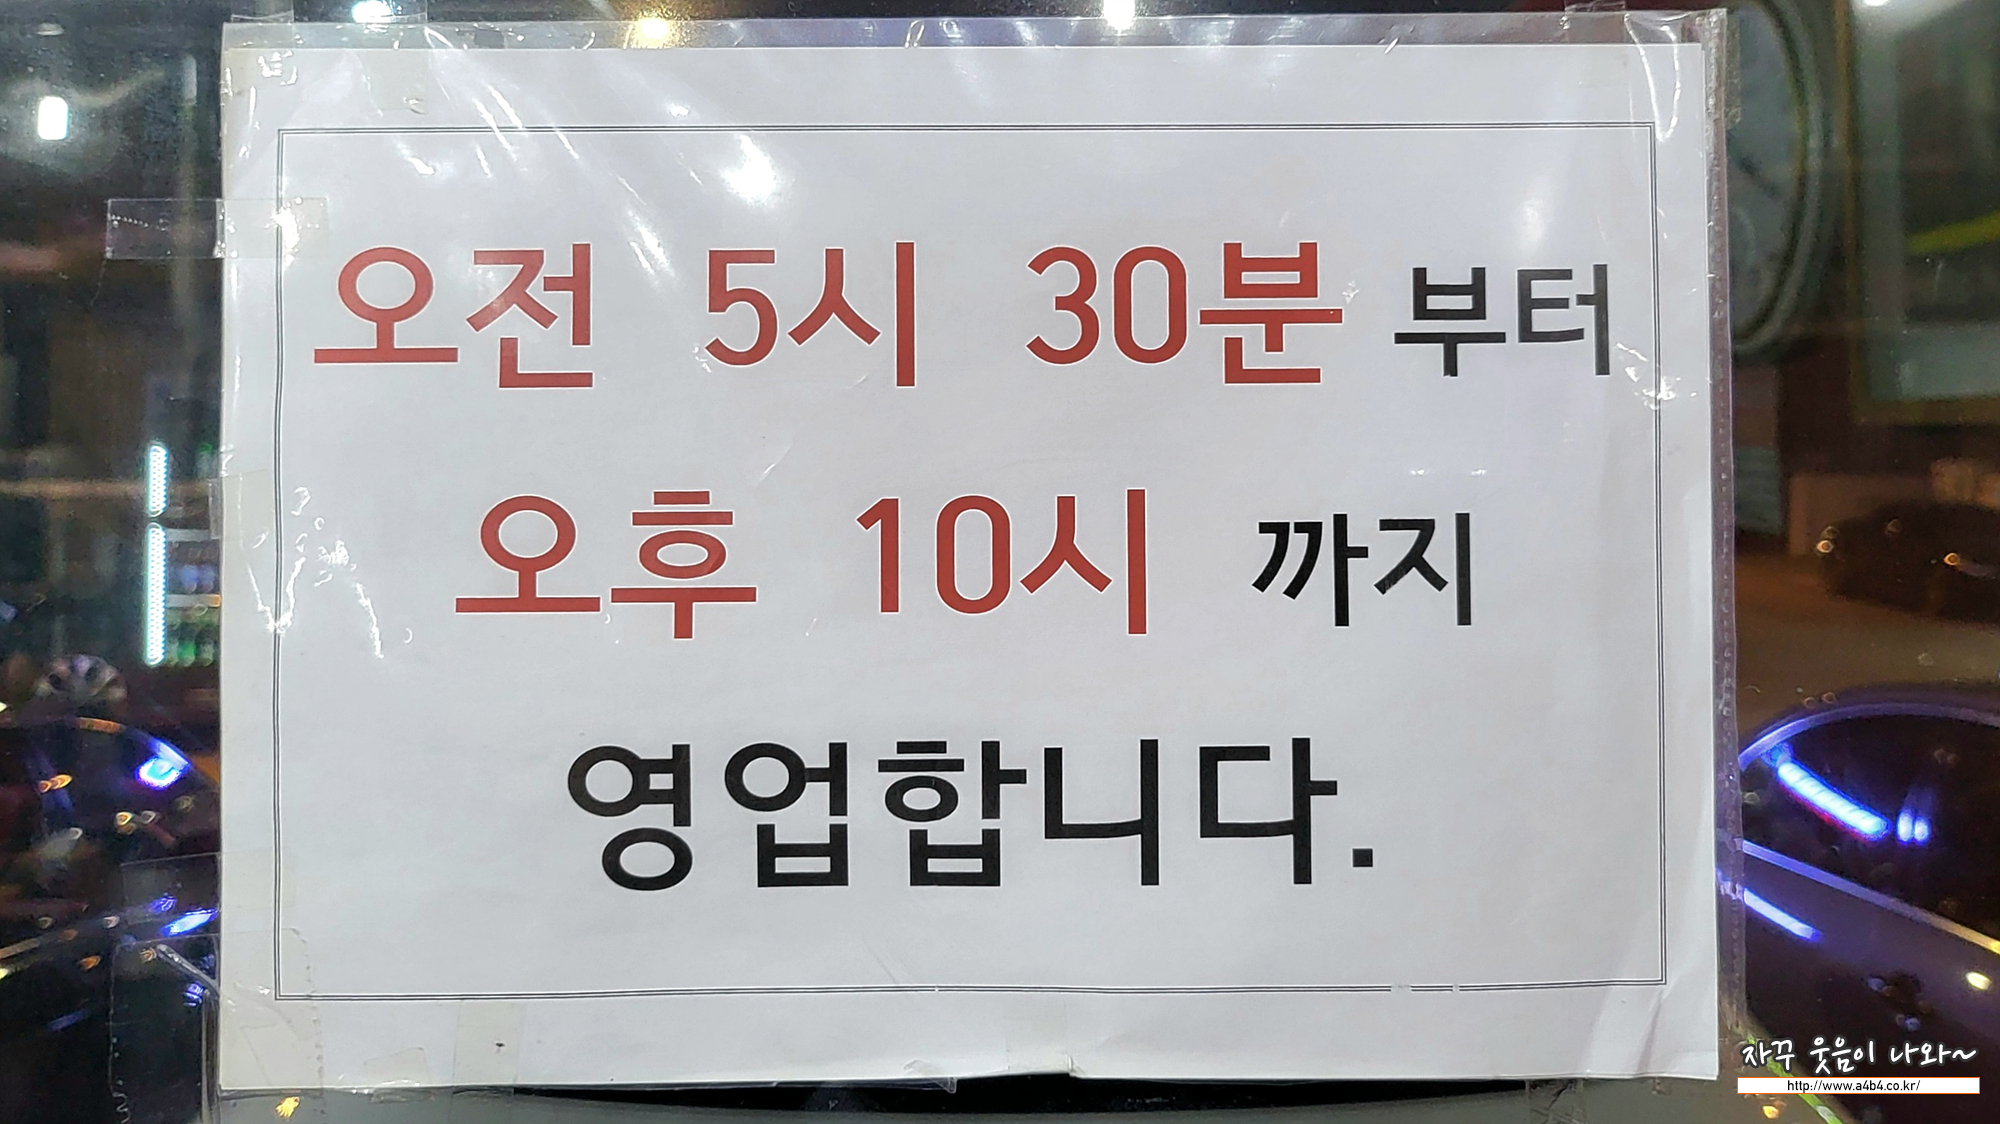 오전 5시 30분 부터
오후 10시 까지
영업합니다.
자꾸 웃음이 나와~
http://www.a4b4.co.kr/